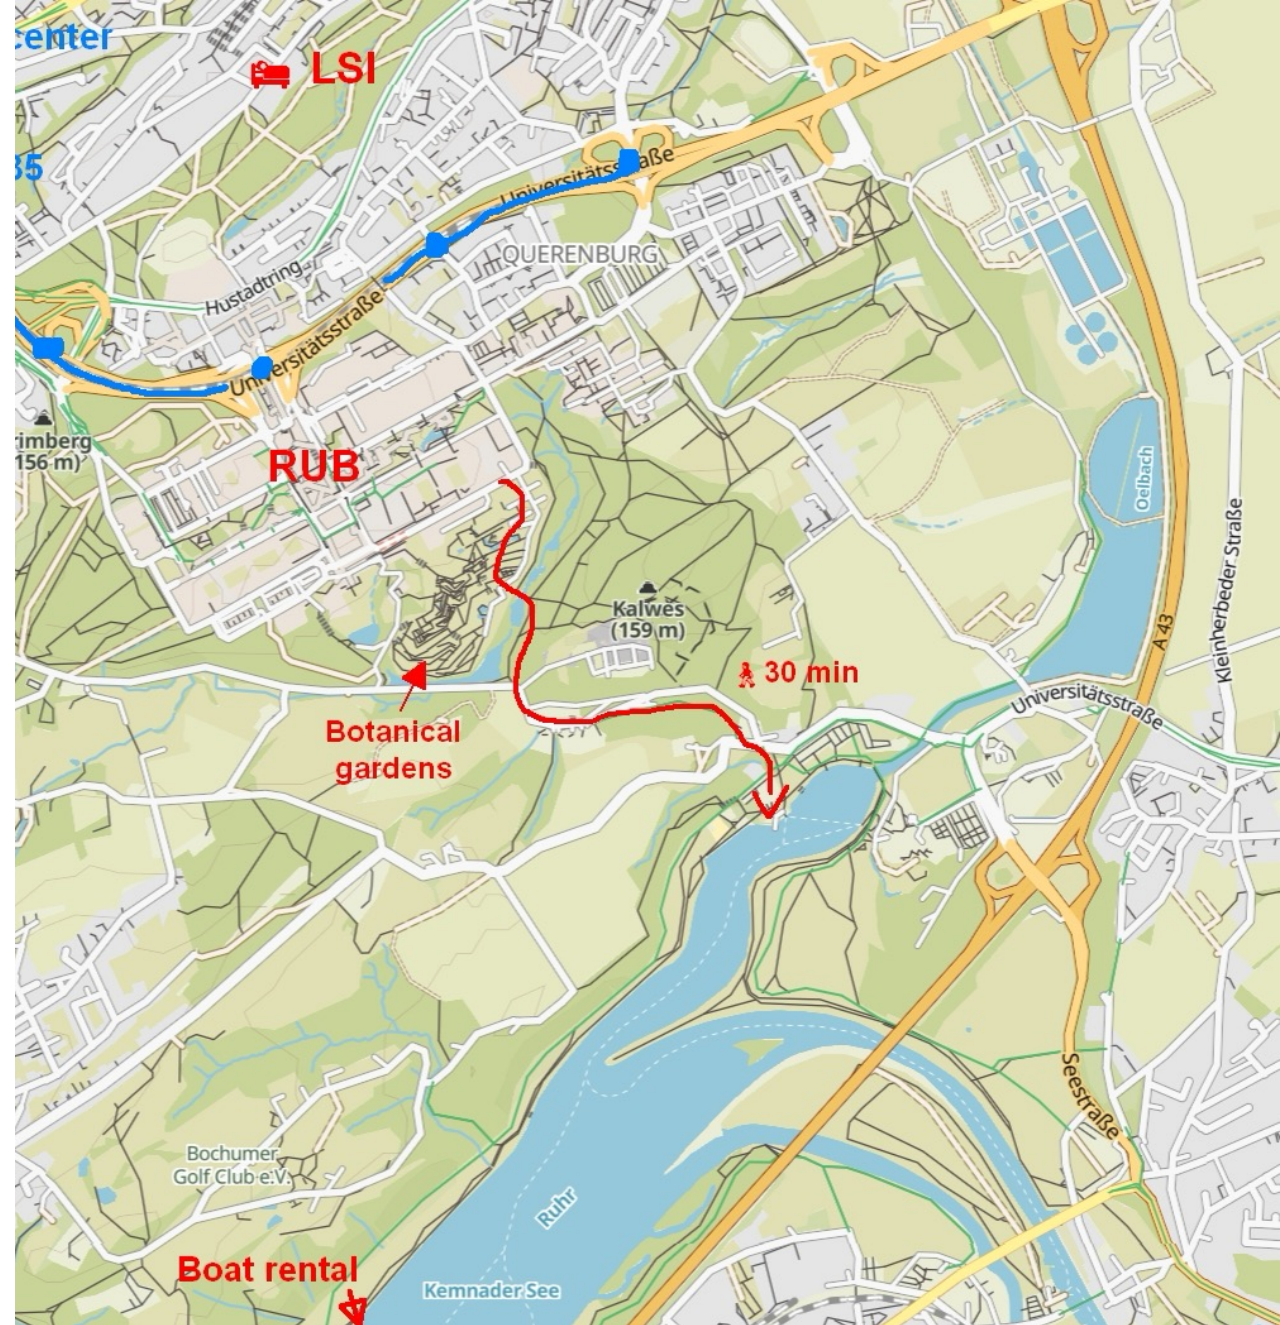 center
LSI
35
Universitätsstraße
QUERENBURG
Hustadtring
Universitätsstraße
rimberg
(156 m)
RUB
Oelbach
Kleinherbeder Straße
Kalwes
(159 m)
A 43
30 min
Universitätsstraße
Botanical
gardens
Seestraße
Bochumer
Golf Club e.V.
Ruhr
Boat rental
Kemnader See